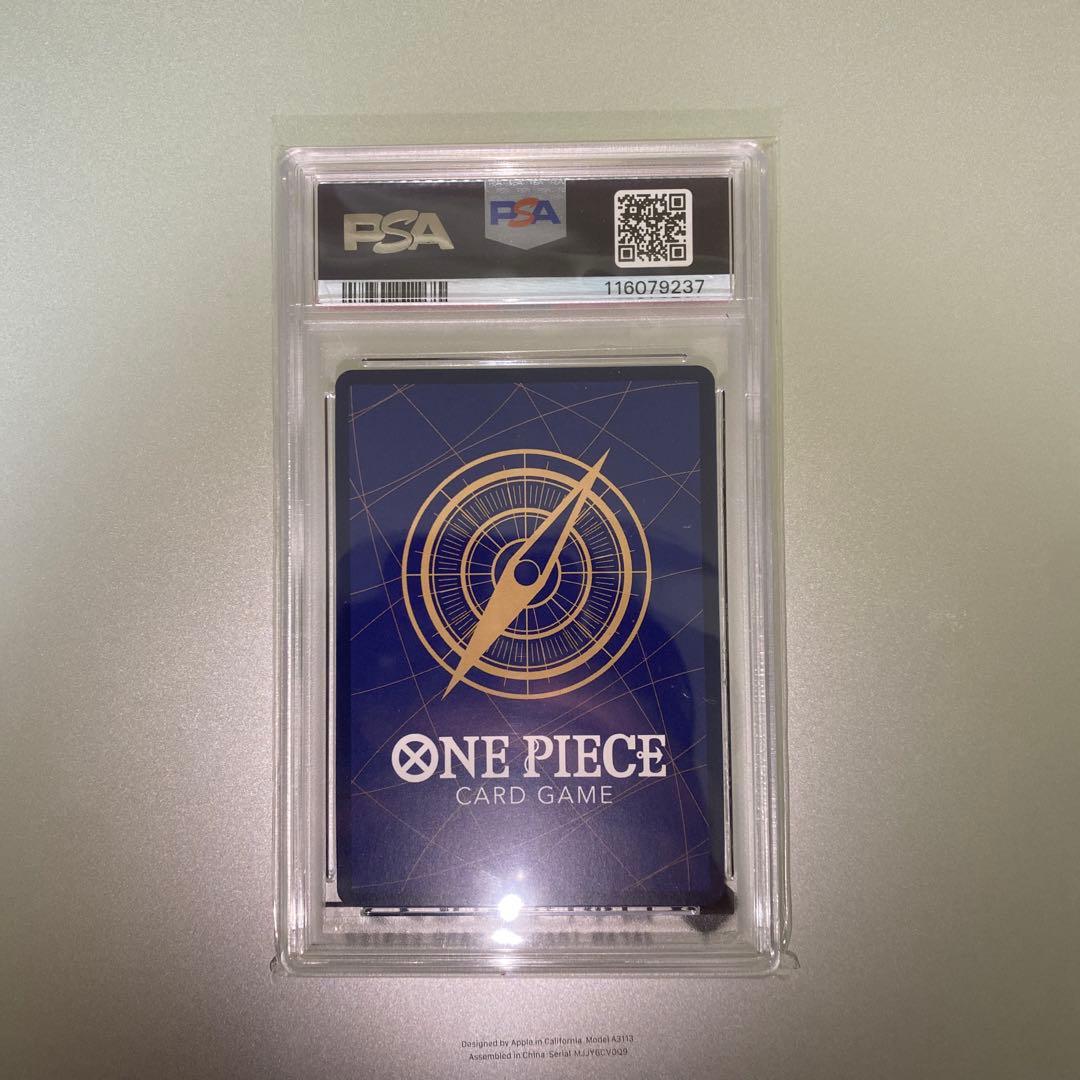 PSA
PSA
116079237
ONE PIECE
CARD GAME
Designed by Apple in California Model A3113
Assembled in China Serial MJJY6CV0Q9